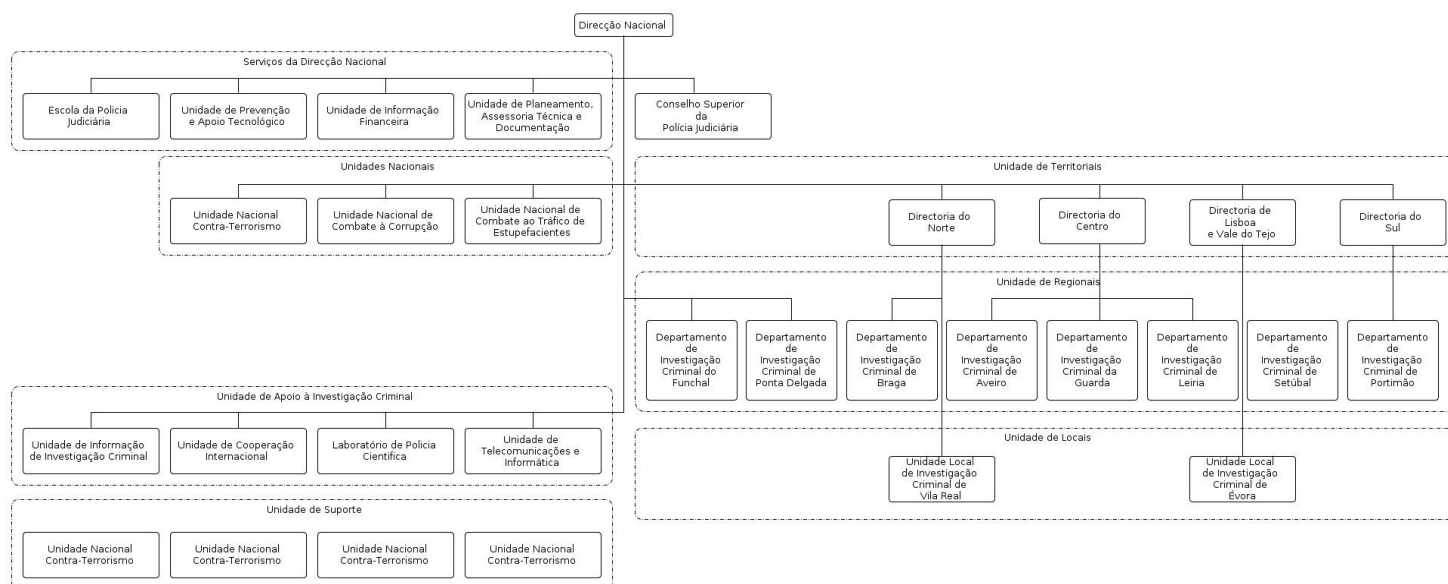 Direcção Nacional
Serviços da Direcção Nacional
Escola da Policia
Judiciária
Unidade de Prevenção
e Apoio Tecnológico
Unidade de Informação
Financeira
Unidade de Planeamento,
Assessoria Técnica e
Documentação
Conselho Superior
da
Polícia Judiciária
Unidades Nacionais
Unidade Nacional
Contra-Terrorismo
Unidade Nacional de
Combate à Corrupção
Unidade Nacional de
Combate ao Tráfico de
Estupefacientes
Unidade de Territoriais
Directoria do
Norte
Directoria do
Centro
Directoria de
Lisboa
e Vale do Tejo
Directoria do
Sul
Unidade de Regionais
Departamento
de
Investigação
Criminal do
Funchal
Departamento
de
Investigação
Criminal de
Ponta Delgada
Departamento
de
Investigação
Criminal de
Braga
Departamento
de
Investigação
Criminal de
Aveiro
Departamento
de
Investigação
Criminal da
Guarda
Departamento
de
Investigação
Criminal de
Leiria
Departamento
de
Investigação
Criminal de
Setúbal
Departamento
de
Investigação
Criminal de
Portimão
Unidade de Apoio à Investigação Criminal
Unidade de Informação
de Investigação Criminal
Unidade de Cooperação
Internacional
Laboratório de Policia
Cientifica
Unidade de
Telecomunicações e
Informática
Unidade de Locais
Unidade Local
de Investigação
Criminal de
Vila Real
Unidade Local
de Investigação
Criminal de
Évora
Unidade de Suporte
Unidade Nacional
Contra-Terrorismo
Unidade Nacional
Contra-Terrorismo
Unidade Nacional
Contra-Terrorismo
Unidade Nacional
Contra-Terrorismo